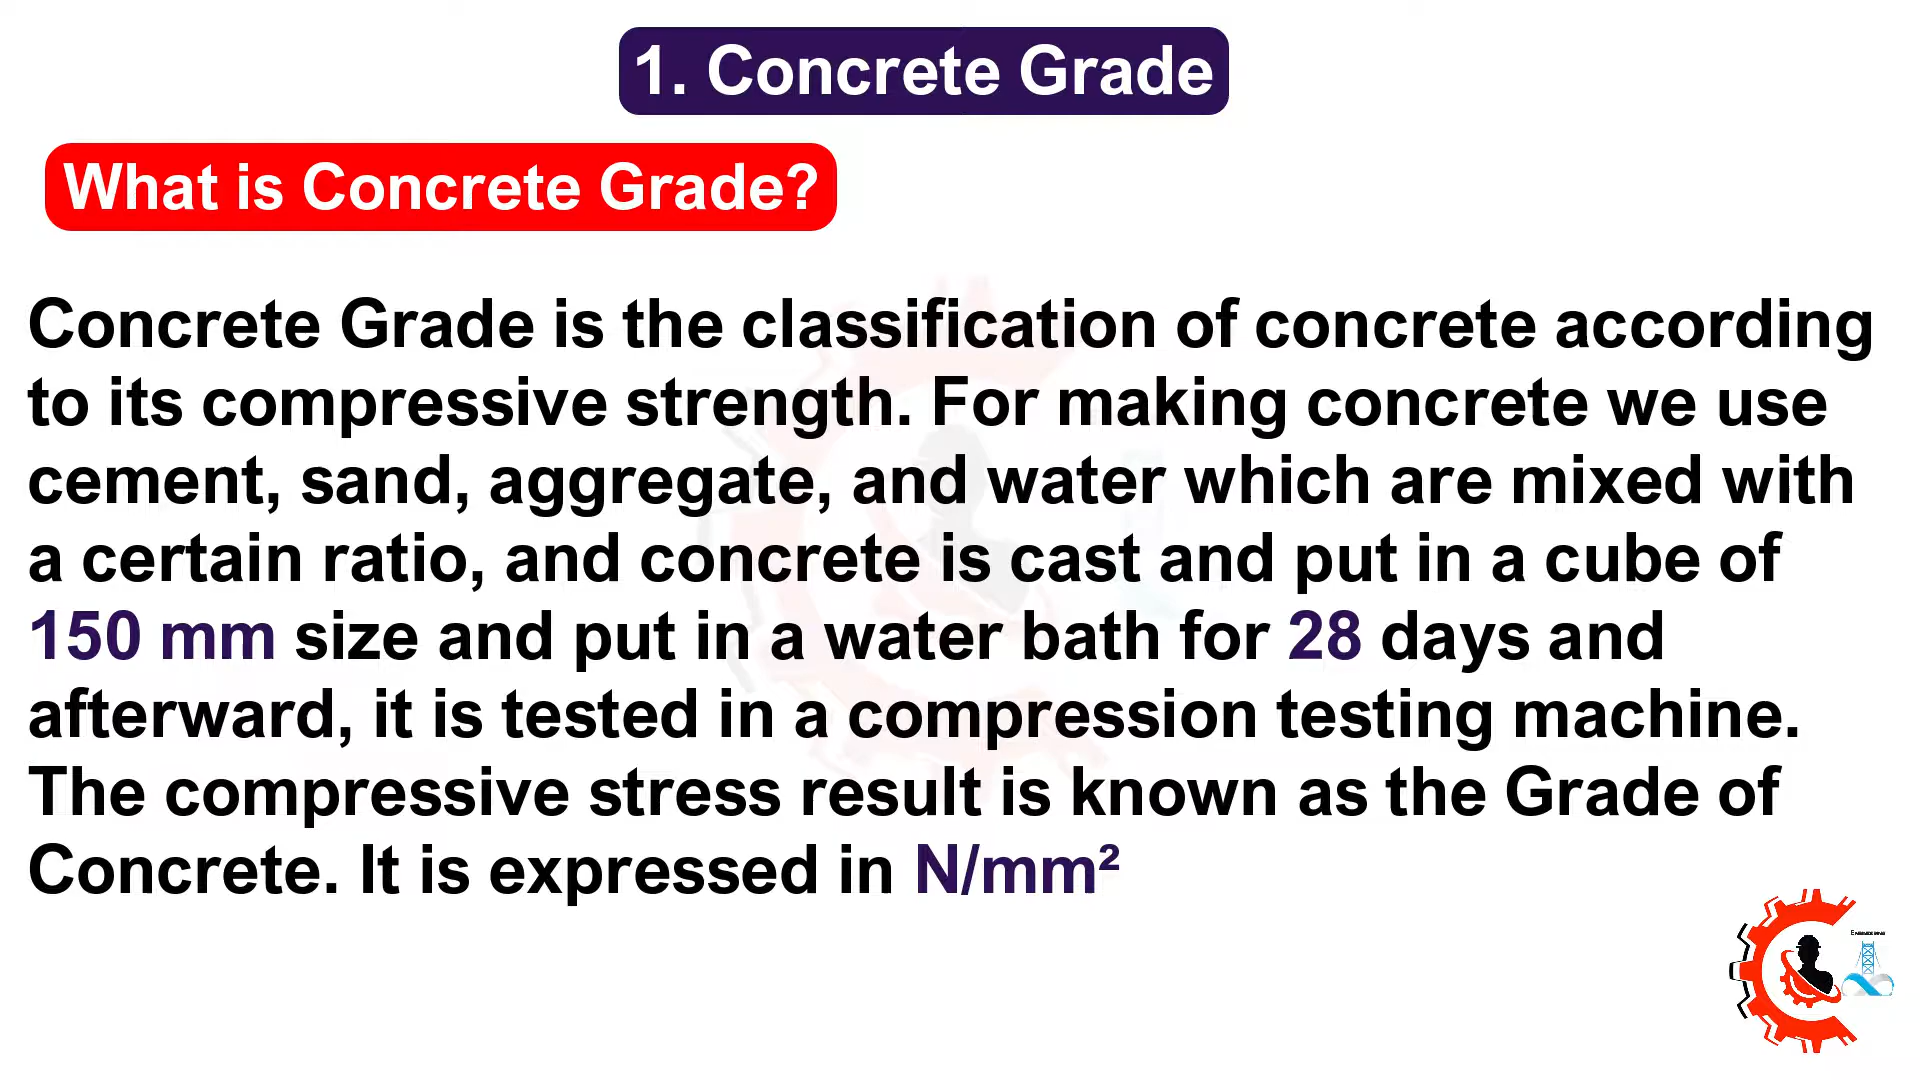 1. Concrete Grade
What is Concrete Grade?
Concrete Grade is the classification of concrete according
to its compressive strength. For making concrete we use
cement, sand, aggregate, and water which are mixed with
a certain ratio, and concrete is cast and put in a cube of
150 mm size and put in a water bath for 28 days and
afterward, it is tested in a compression testing machine.
The compressive stress result is known as the Grade of
Concrete. It is expressed in N/mm²
Engineering